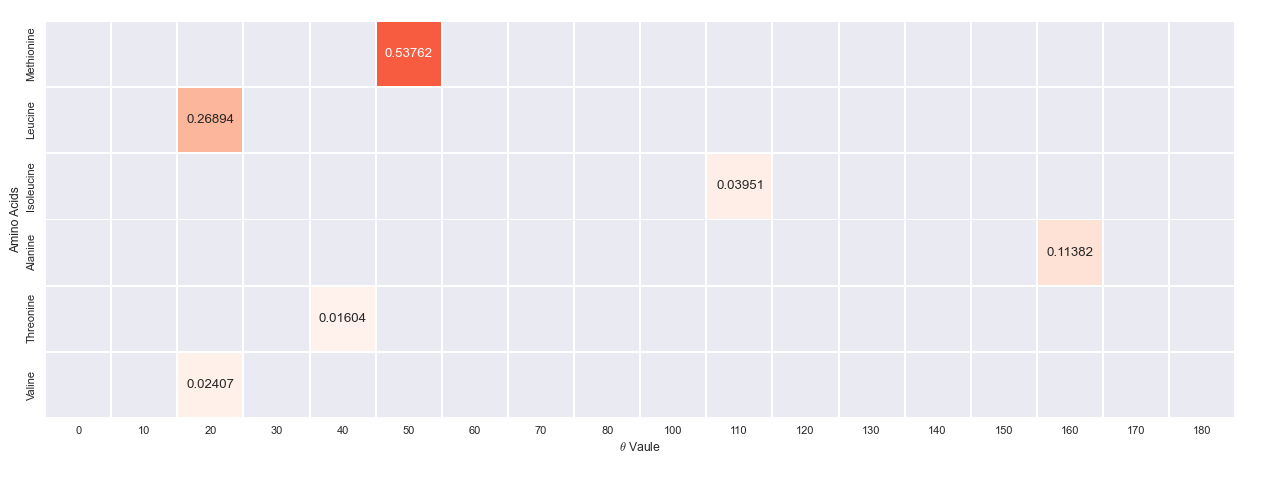 Amino Acids
Methionine
0.53762
Leucine
0.26894
Isoleucine
0.03951
Alanine
0.11382
Threonine
0.01604
Valine
0.02407
0 10 20 30 40 50 60 70 80 100 110 120 130 140 150 160 170 180
θ Vaule